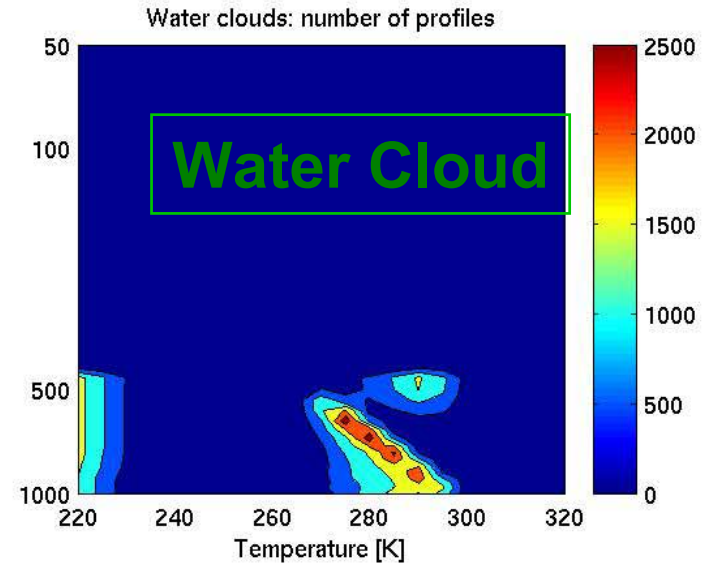 Water clouds: number of profiles
50
100
500
1000
Water Cloud
220 240 260 280 300 320
Temperature [K]
2500
2000
1500
1000
500
0